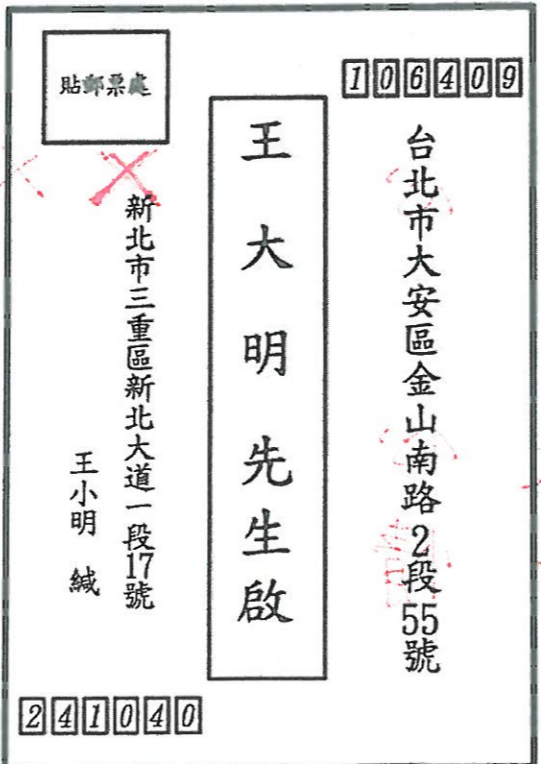 106409
台北市大安區金山南路2段55號
王大明先生啟
貼郵票處
新北市三重區新北大道一段17號
王小明 緘
241040